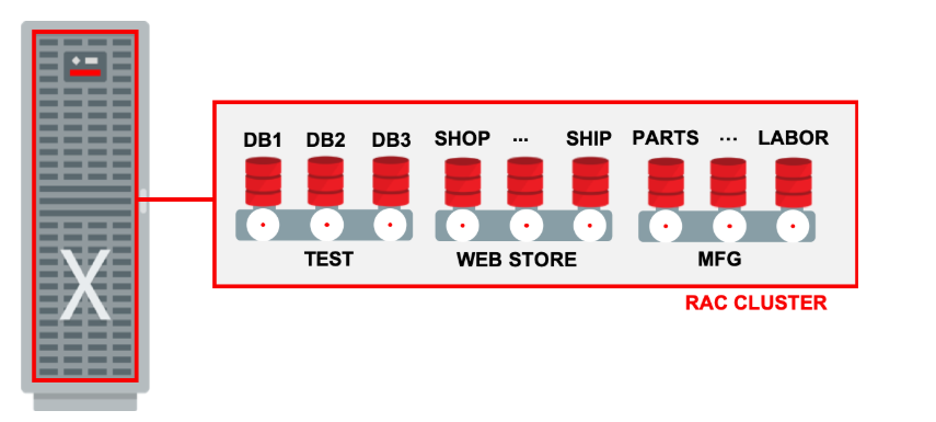 X
DB1 DB2 DB3 SHOP ... SHIP PARTS ... LABOR
TEST WEB STORE MFG
RAC CLUSTER